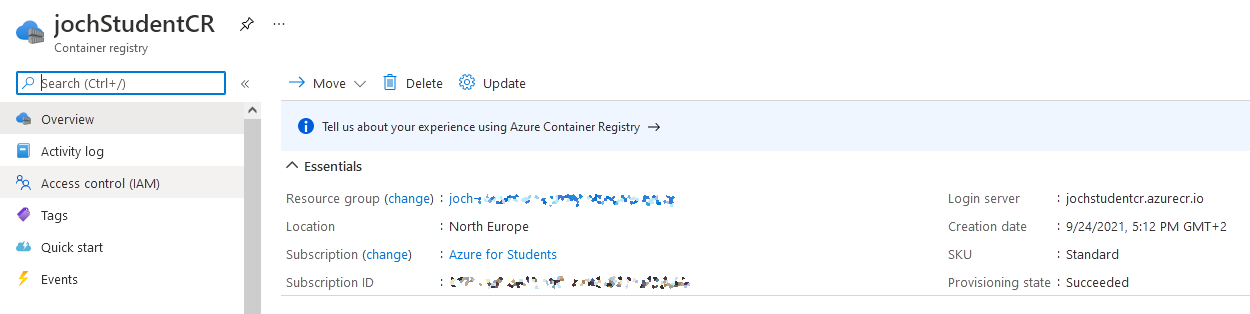 jochStudentCR
Container registry
Search (Ctrl+/)
Overview
Activity log
Access control (IAM)
Tags
Quick start
Events
Move
Delete
Update
Tell us about your experience using Azure Container Registry →
Essentials
Resource group (change) : joch-
Location : North Europe
Subscription (change) : Azure for Students
Subscription ID :
Login server : jochstudentcr.azurecr.io
Creation date : 9/24/2021, 5:12 PM GMT+2
SKU : Standard
Provisioning state : Succeeded